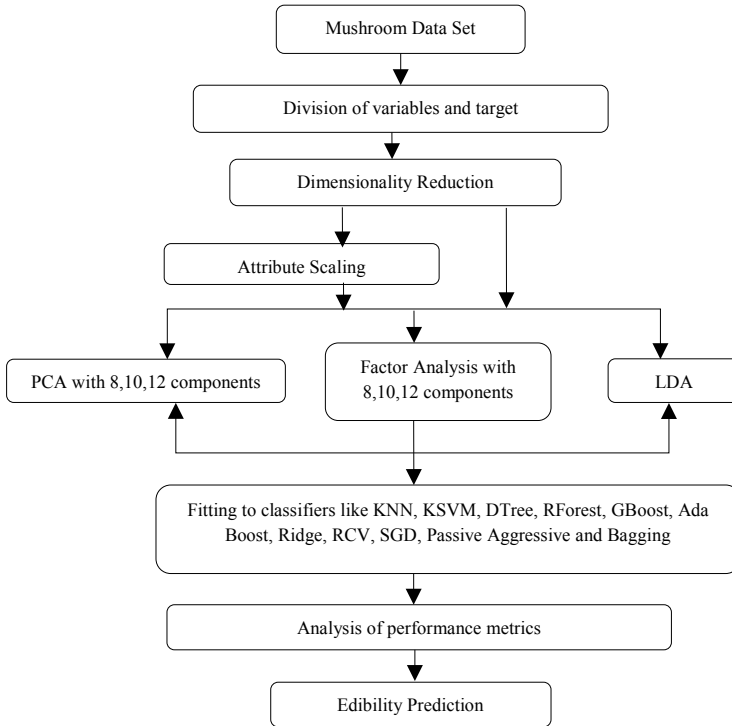 Mushroom Data Set
Division of variables and target
Dimensionality Reduction
Attribute Scaling
PCA with 8,10,12 components
Factor Analysis with
8,10,12 components
LDA
Fitting to classifiers like KNN, KSVM, DTree, RForest, GBoost, Ada
Boost, Ridge, RCV, SGD, Passive Aggressive and Bagging
Analysis of performance metrics
Edibility Prediction